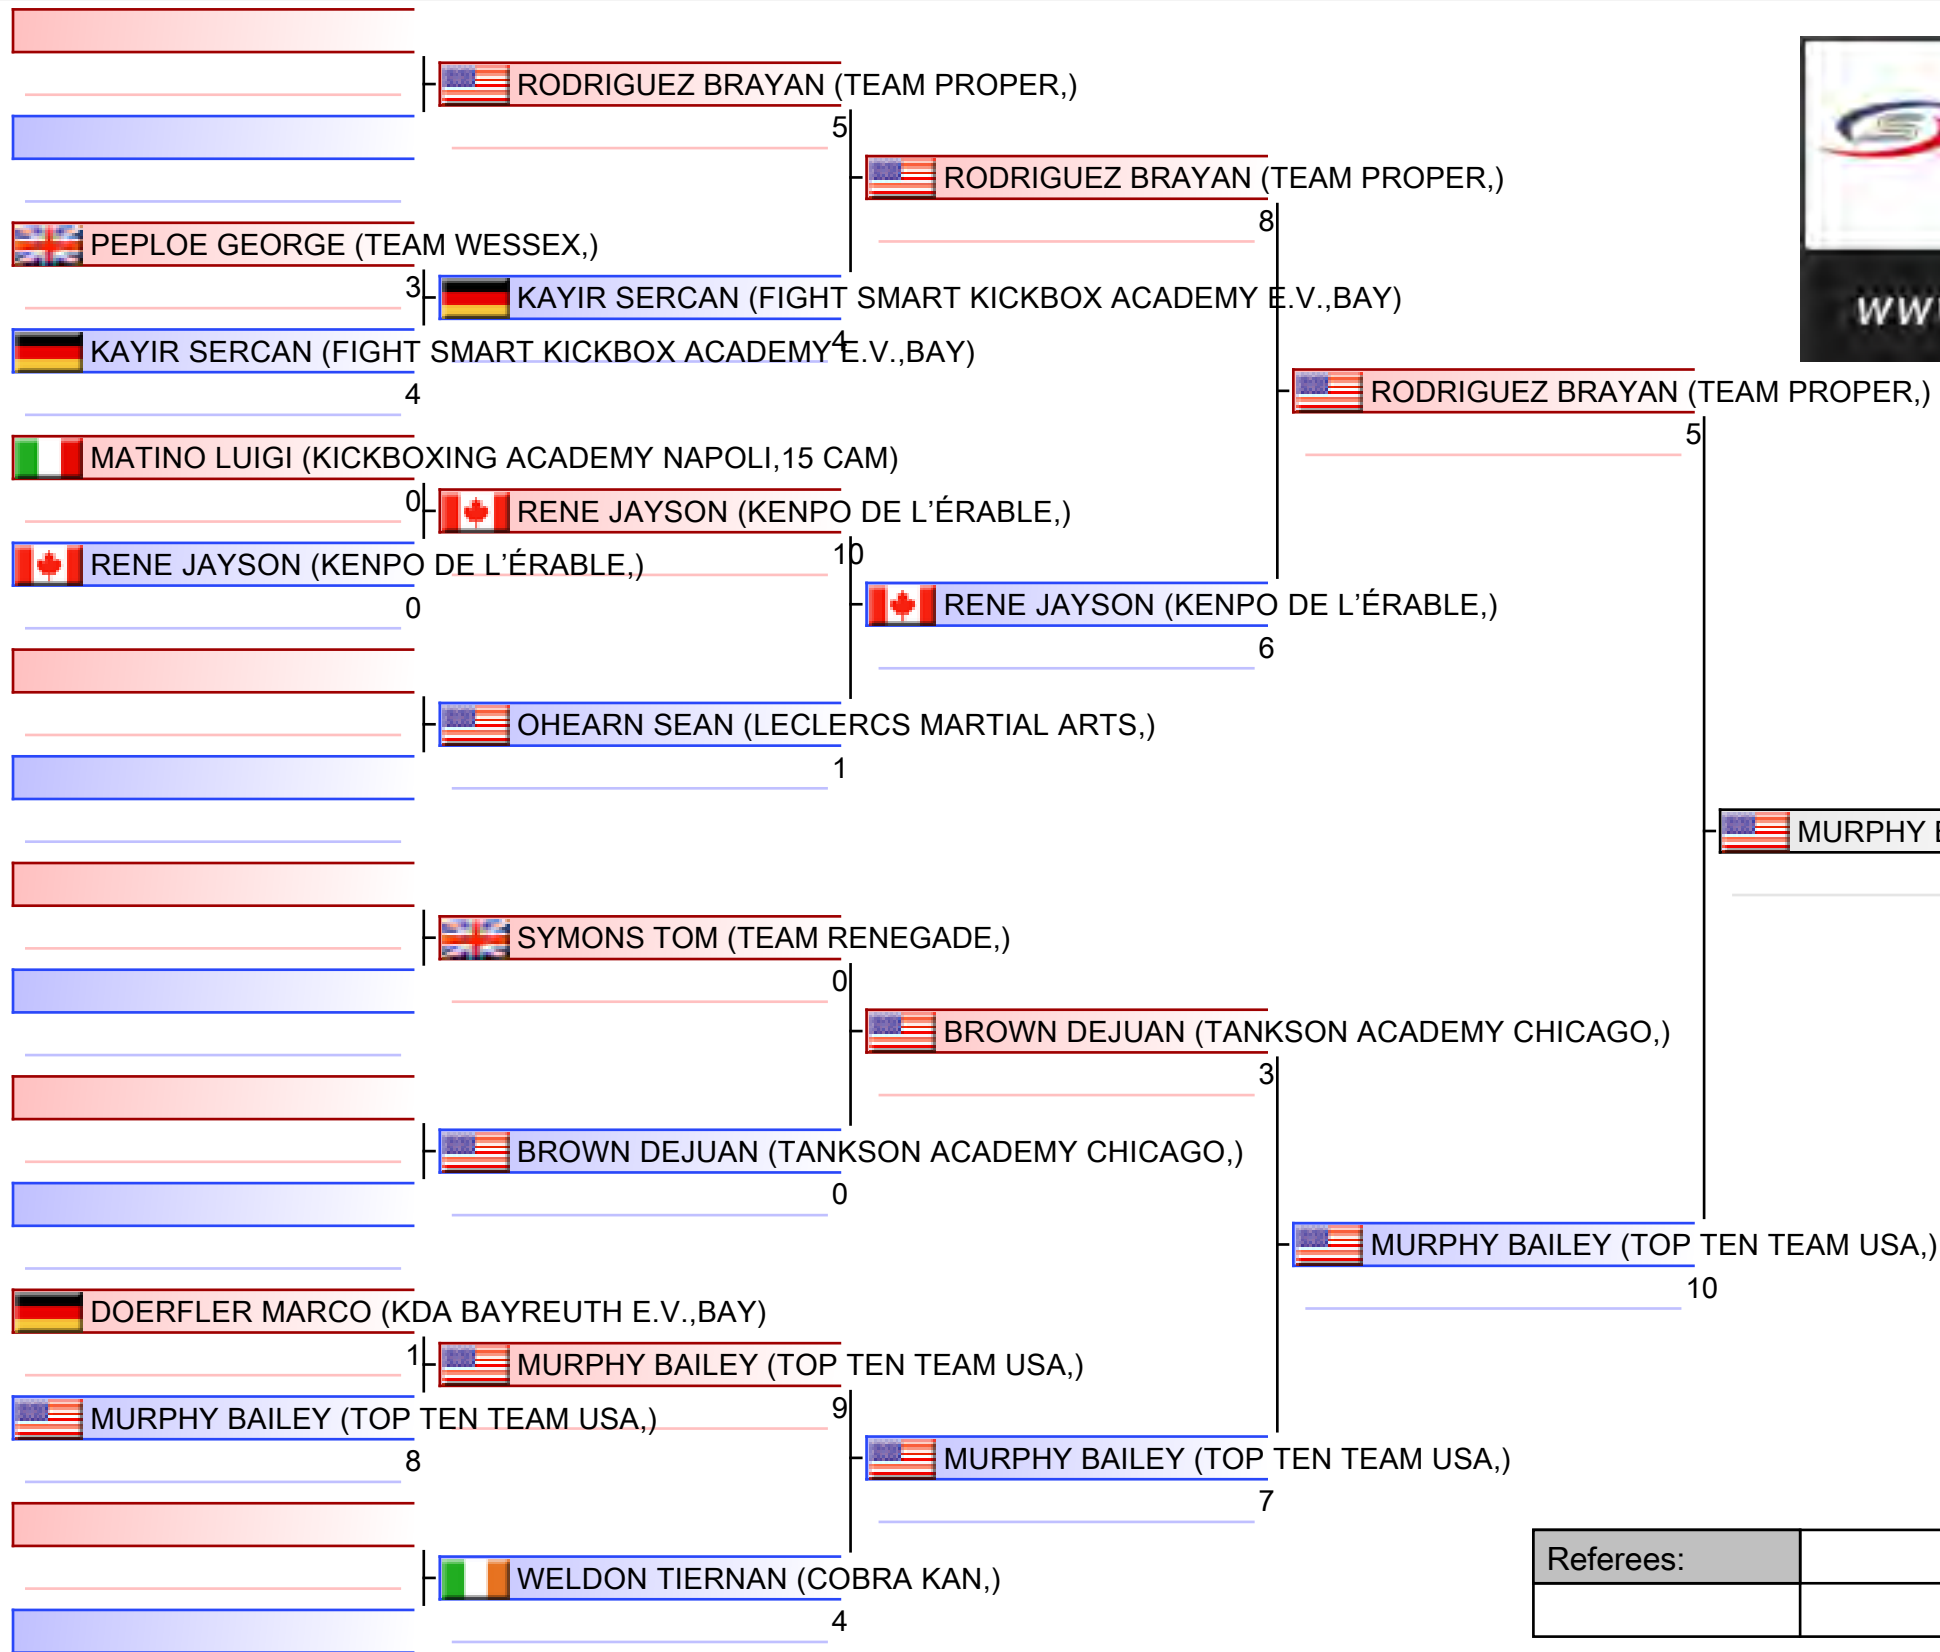 RODRIGUEZ BRAYAN (TEAM PROPER,)
5
RODRIGUEZ BRAYAN (TEAM PROPER,)
8
PEPLOE GEORGE (TEAM WESSEX,)
3
KAYIR SERCAN (FIGHT SMART KICKBOX ACADEMY E.V.,BAY)
4
KAYIR SERCAN (FIGHT SMART KICKBOX ACADEMY E.V.,BAY)
4
RODRIGUEZ BRAYAN (TEAM PROPER,)
5
MATINO LUIGI (KICKBOXING ACADEMY NAPOLI,15 CAM)
0
RENE JAYSON (KENPO DE L'ÉRABLE,)
10
RENE JAYSON (KENPO DE L'ÉRABLE,)
0
RENE JAYSON (KENPO DE L'ÉRABLE,)
6
OHEARN SEAN (LECLERCS MARTIAL ARTS,)
1
MURPHY
SYMONS TOM (TEAM RENEGADE,)
0
BROWN DEJUAN (TANKSON ACADEMY CHICAGO,)
3
BROWN DEJUAN (TANKSON ACADEMY CHICAGO,)
0
MURPHY BAILEY (TOP TEN TEAM USA,)
10
DOERFLER MARCO (KDA BAYREUTH E.V.,BAY)
1
MURPHY BAILEY (TOP TEN TEAM USA,)
9
MURPHY BAILEY (TOP TEN TEAM USA,)
8
MURPHY BAILEY (TOP TEN TEAM USA,)
7
WELDON TIERNAN (COBRA KAN,)
4
Referees: